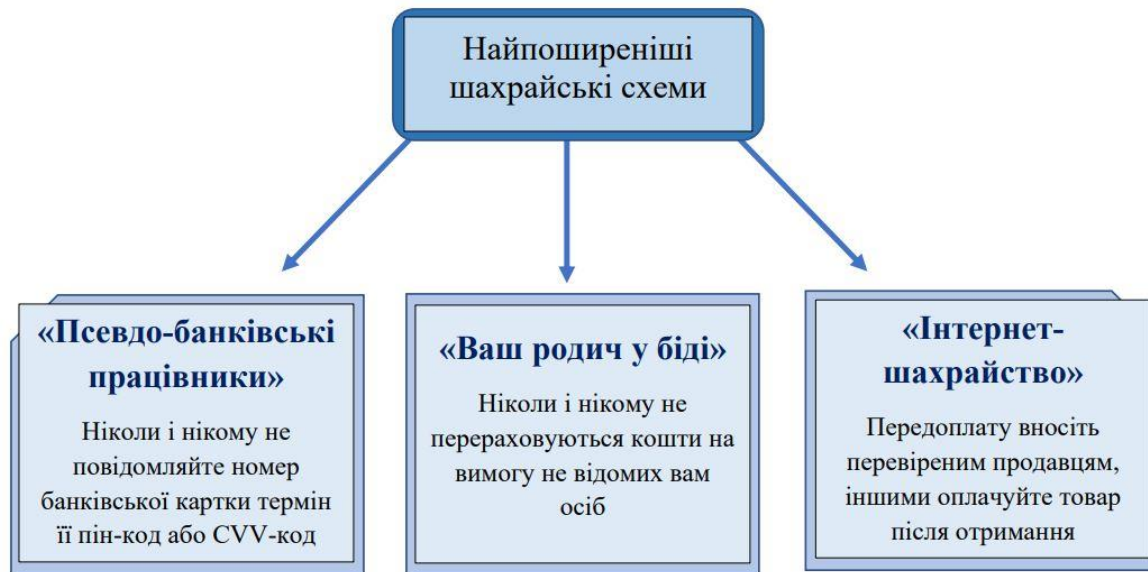 Найпоширеніші
шахрайські схеми
«Псевдо-банківські
працівники»
Ніколи і нікому не
повідомляйте номер
банківської картки термін
її пін-код або CVV-код
«Ваш родич у біді»
Ніколи і нікому не
перераховуються кошти на
вимогу не відомих вам
осіб
«Інтернет-
шахрайство»
Передоплату вносіть
перевіреним продавцям,
іншими оплачуйте товар
після отримання